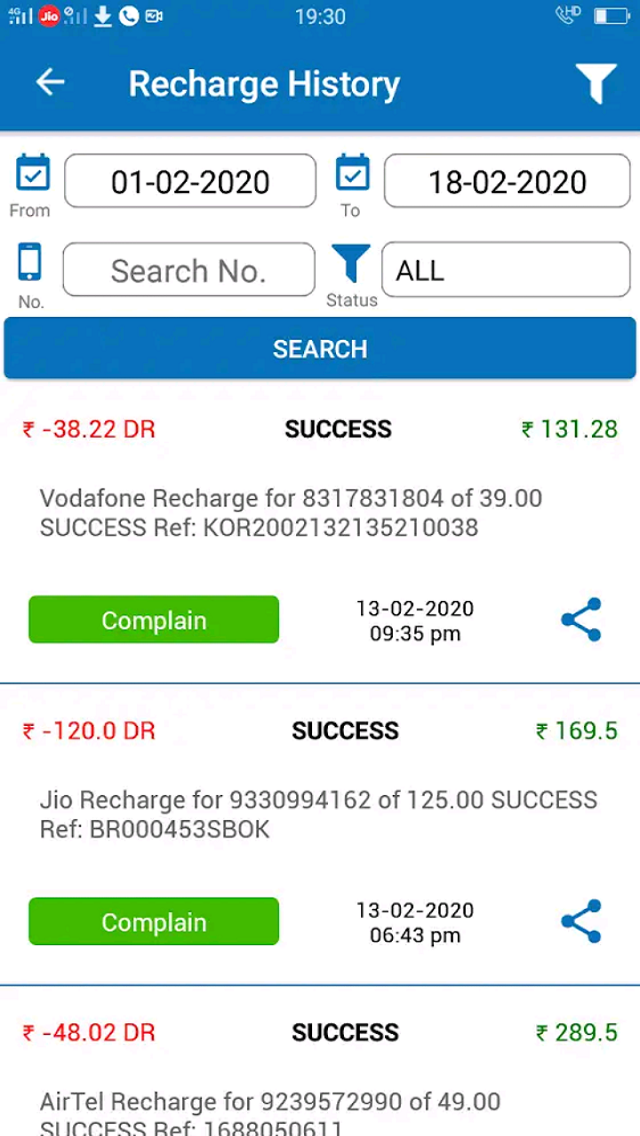 4G Jio 19:30 HD
Recharge History
01-02-2020 18-02-2020
From To
Search No. ALL
No. Status
SEARCH
₹ -38.22 DR SUCCESS ₹ 131.28
Vodafone Recharge for 8317831804 of 39.00
SUCCESS Ref: KOR2002132135210038
Complain 13-02-2020
09:35 pm
₹ -120.0 DR SUCCESS ₹ 169.5
Jio Recharge for 9330994162 of 125.00 SUCCESS
Ref: BR000453SBOK
Complain 13-02-2020
06:43 pm
₹ -48.02 DR SUCCESS ₹ 289.5
AirTel Recharge for 9239572990 of 49.00
SUCCESS Ref: 1688050611